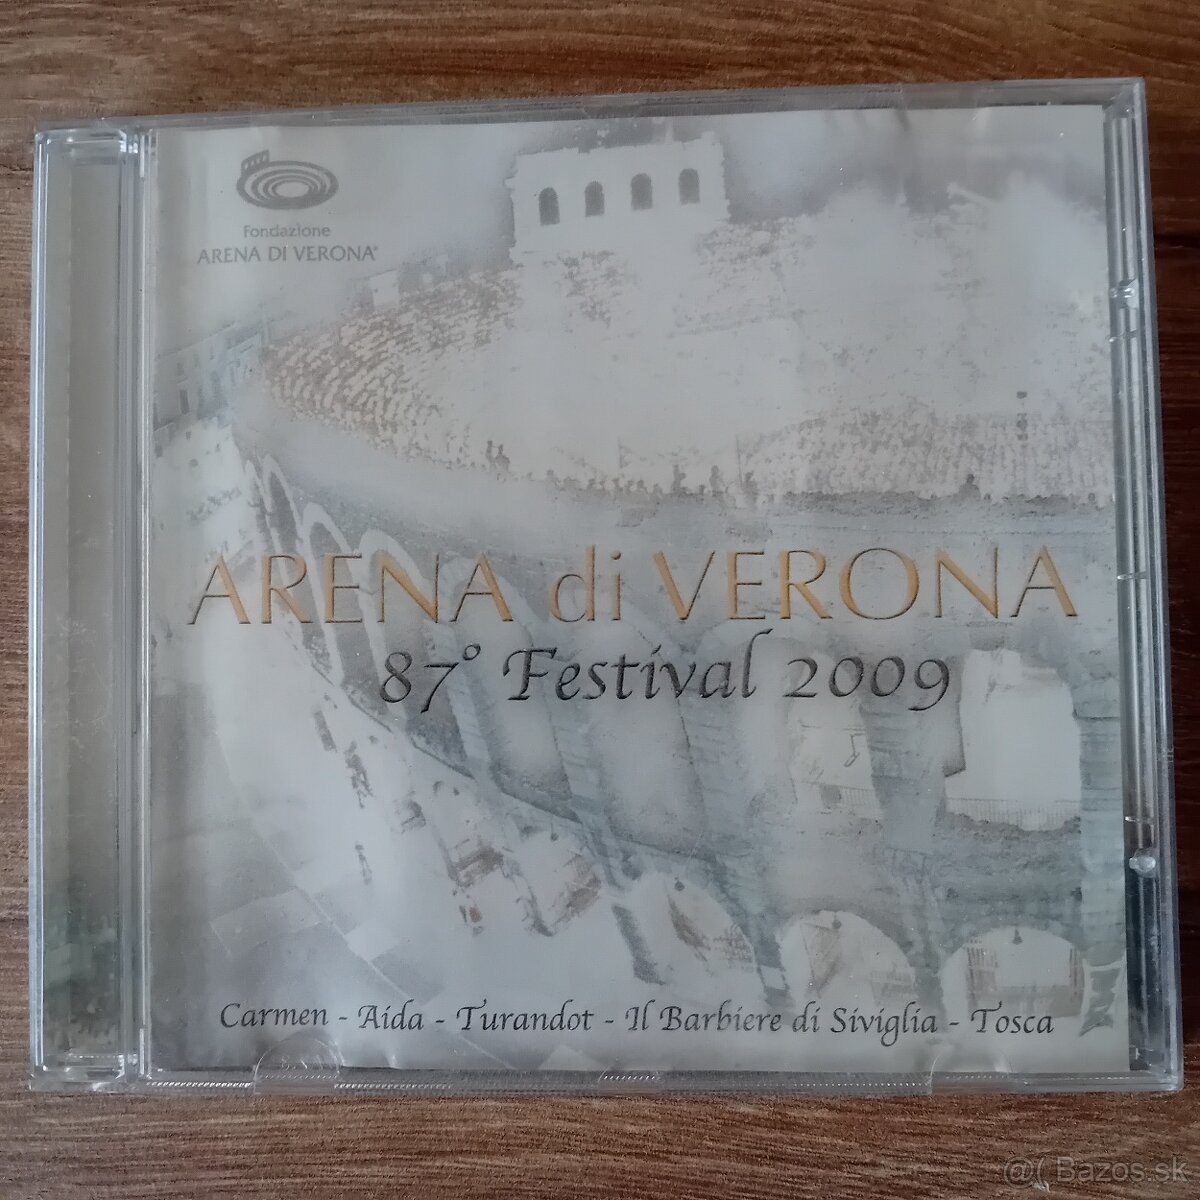 Fondazione
ARENA DI VERONA®
ARENA di VERONA
87° Festival 2009
Carmen - Aida - Turandot - Il Barbiere di Siviglia - Tosca
@( Bazos.sk